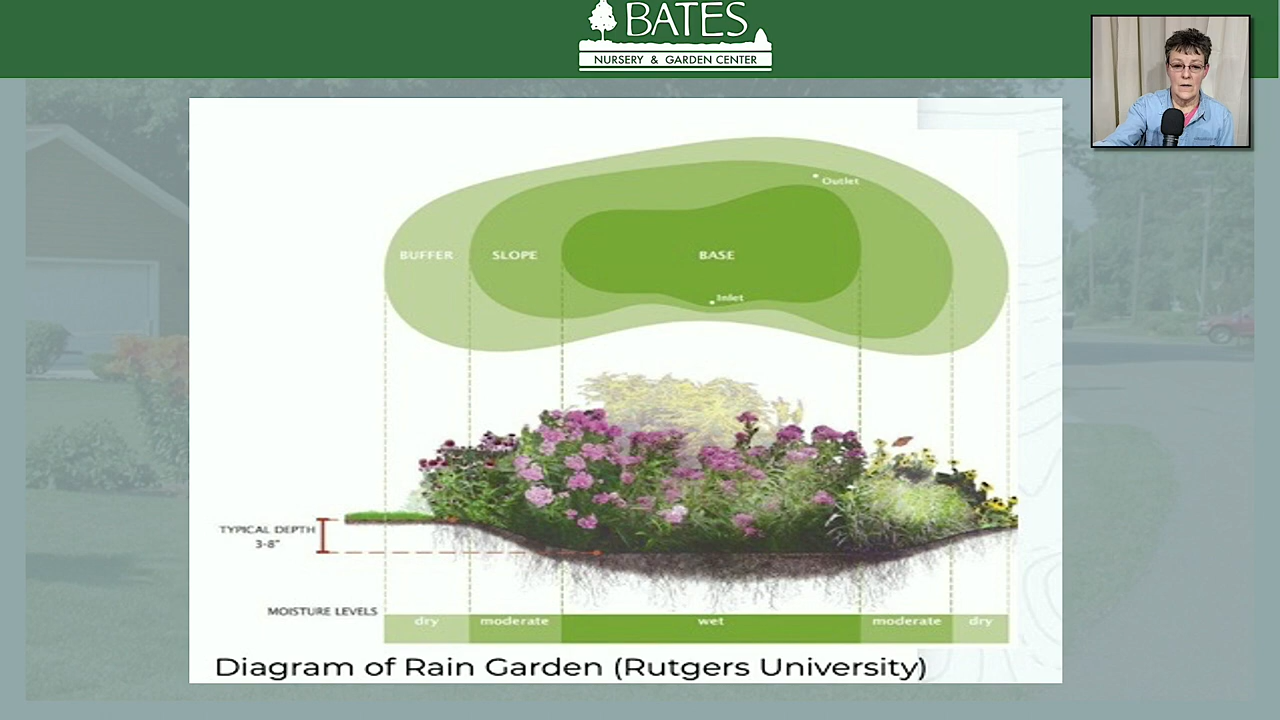 BATES
NURSERY & GARDEN CENTER
Outlet
BUFFER SLOPE BASE
Inlet
TYPICAL DEPTH
3-8"
MOISTURE LEVELS
dry moderate wet moderate dry
Diagram of Rain Garden (Rutgers University)